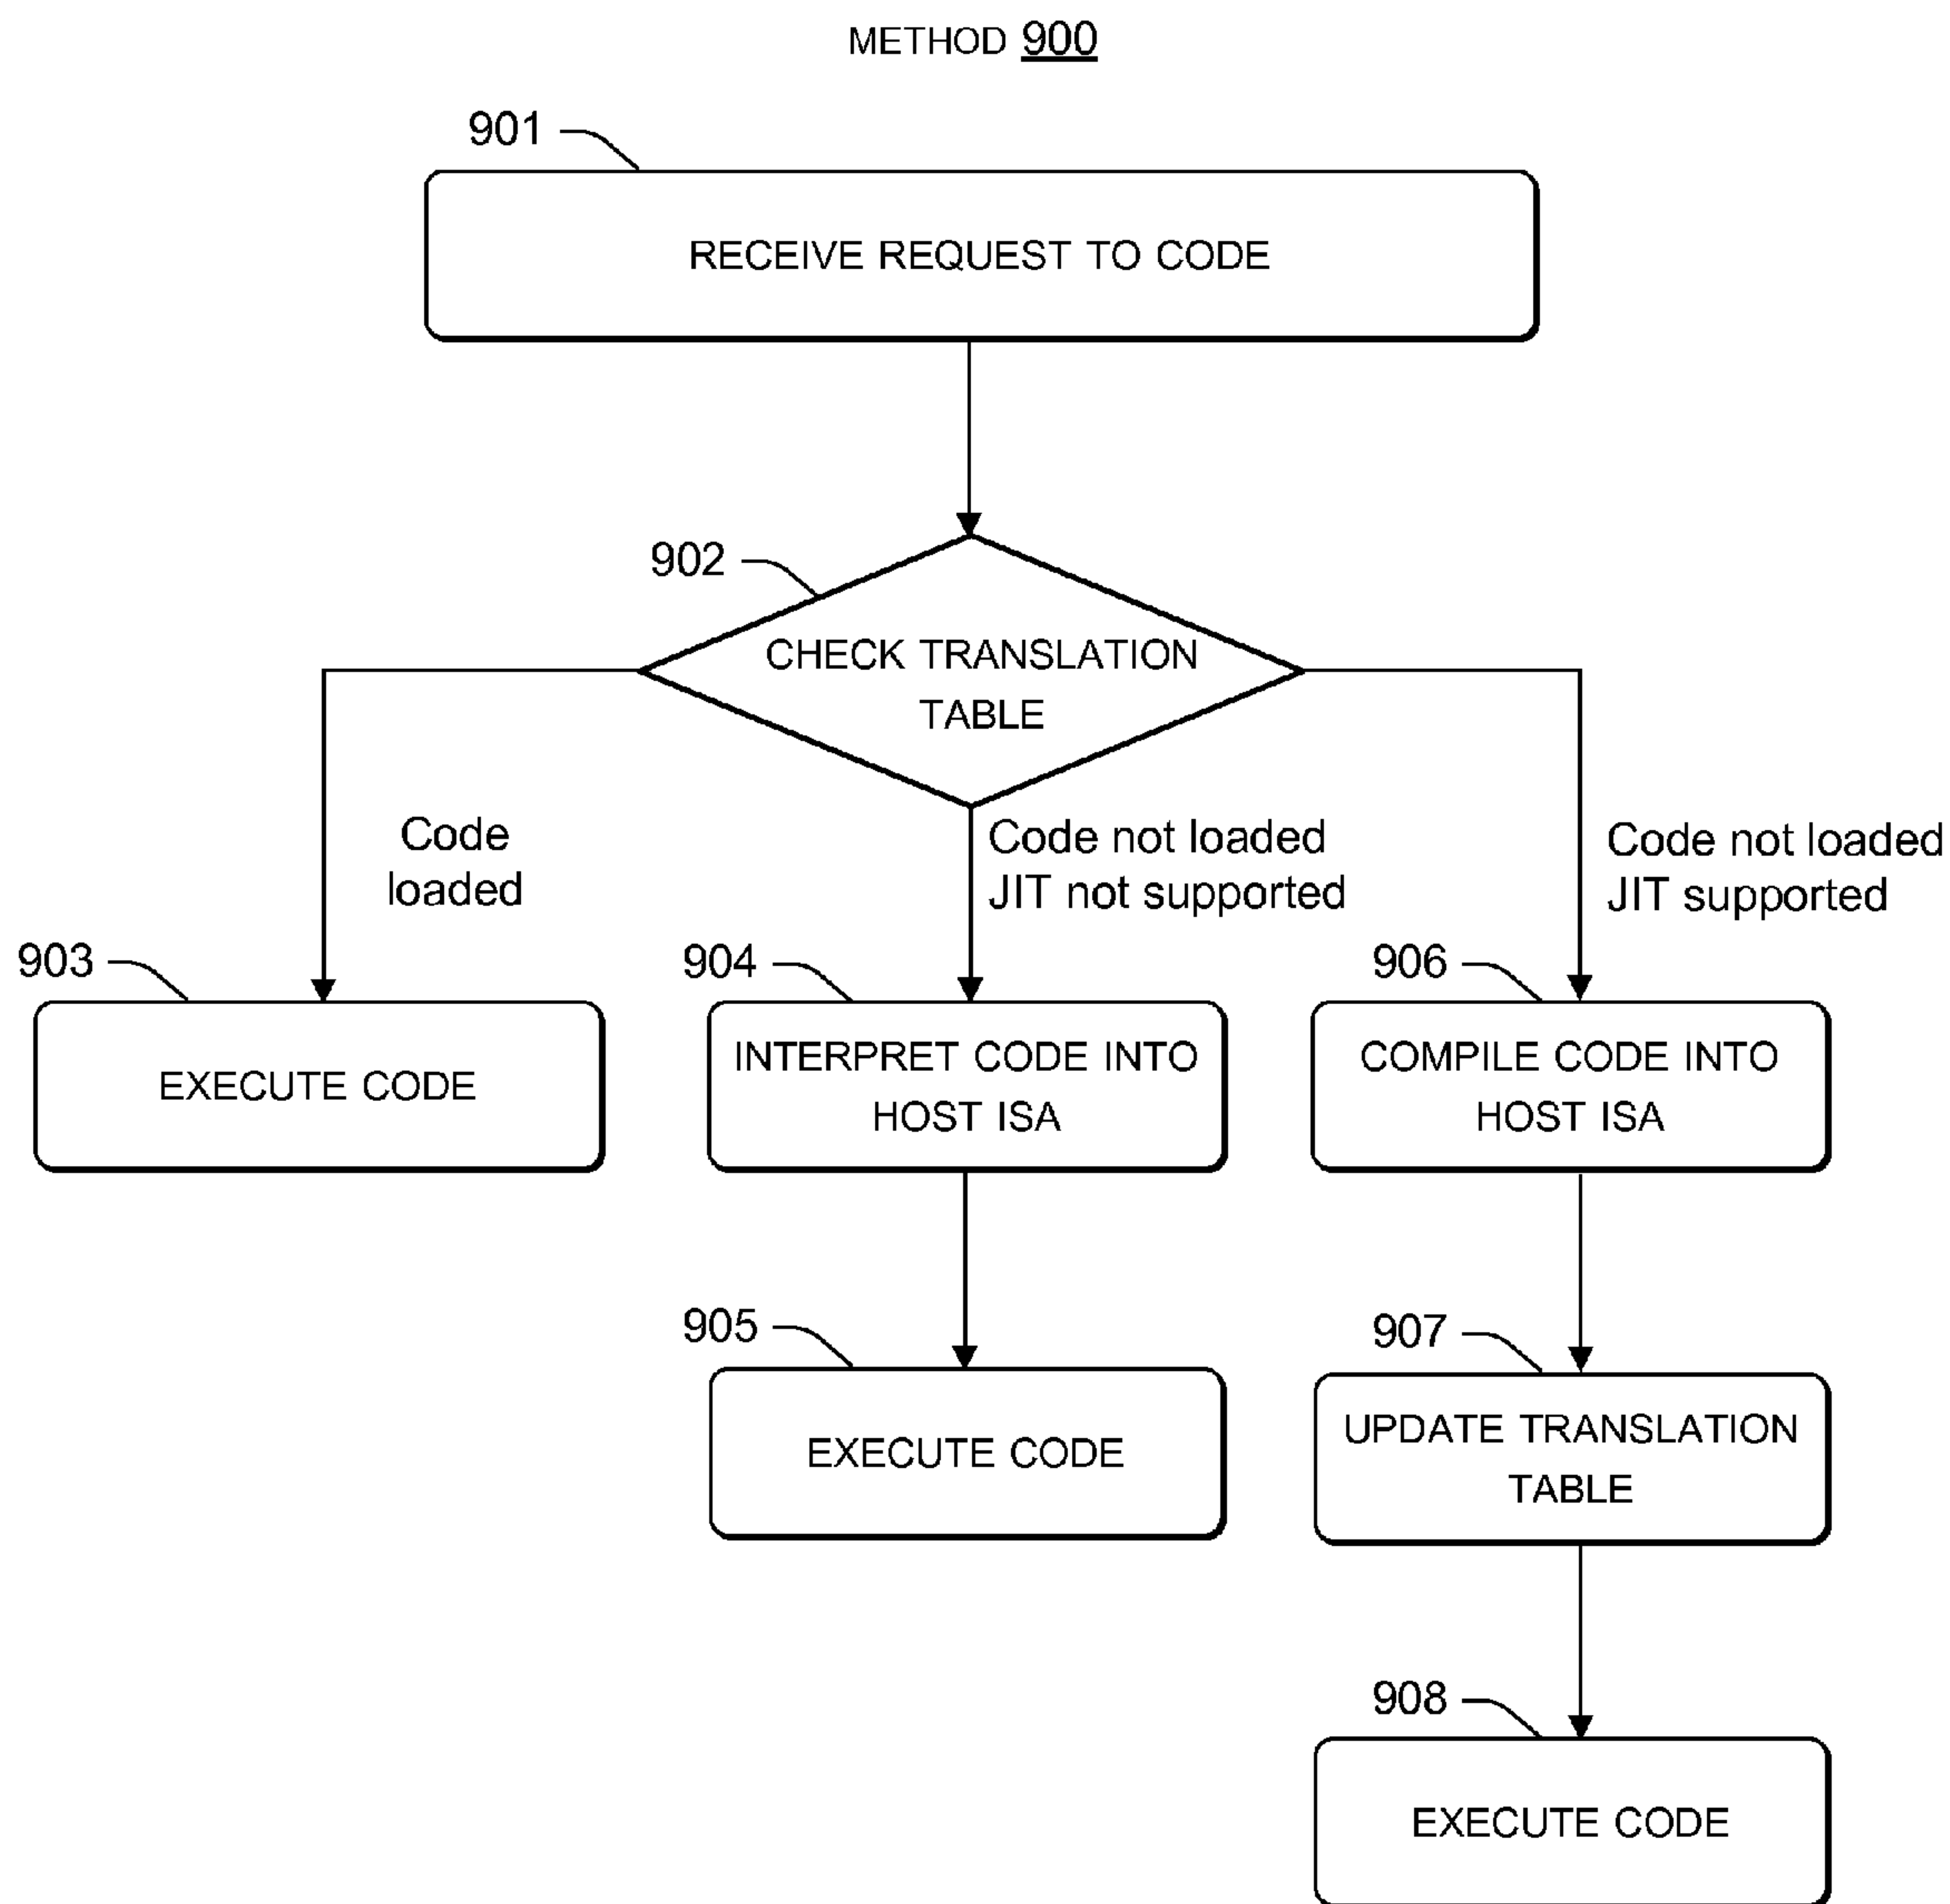 METHOD 900
901
RECEIVE REQUEST TO CODE
902
CHECK TRANSLATION
TABLE
Code
loaded
Code not loaded
JIT not supported
Code not loaded
JIT supported
903
EXECUTE CODE
904
INTERPRET CODE INTO
HOST ISA
906
COMPILE CODE INTO
HOST ISA
905
EXECUTE CODE
907
UPDATE TRANSLATION
TABLE
908
EXECUTE CODE